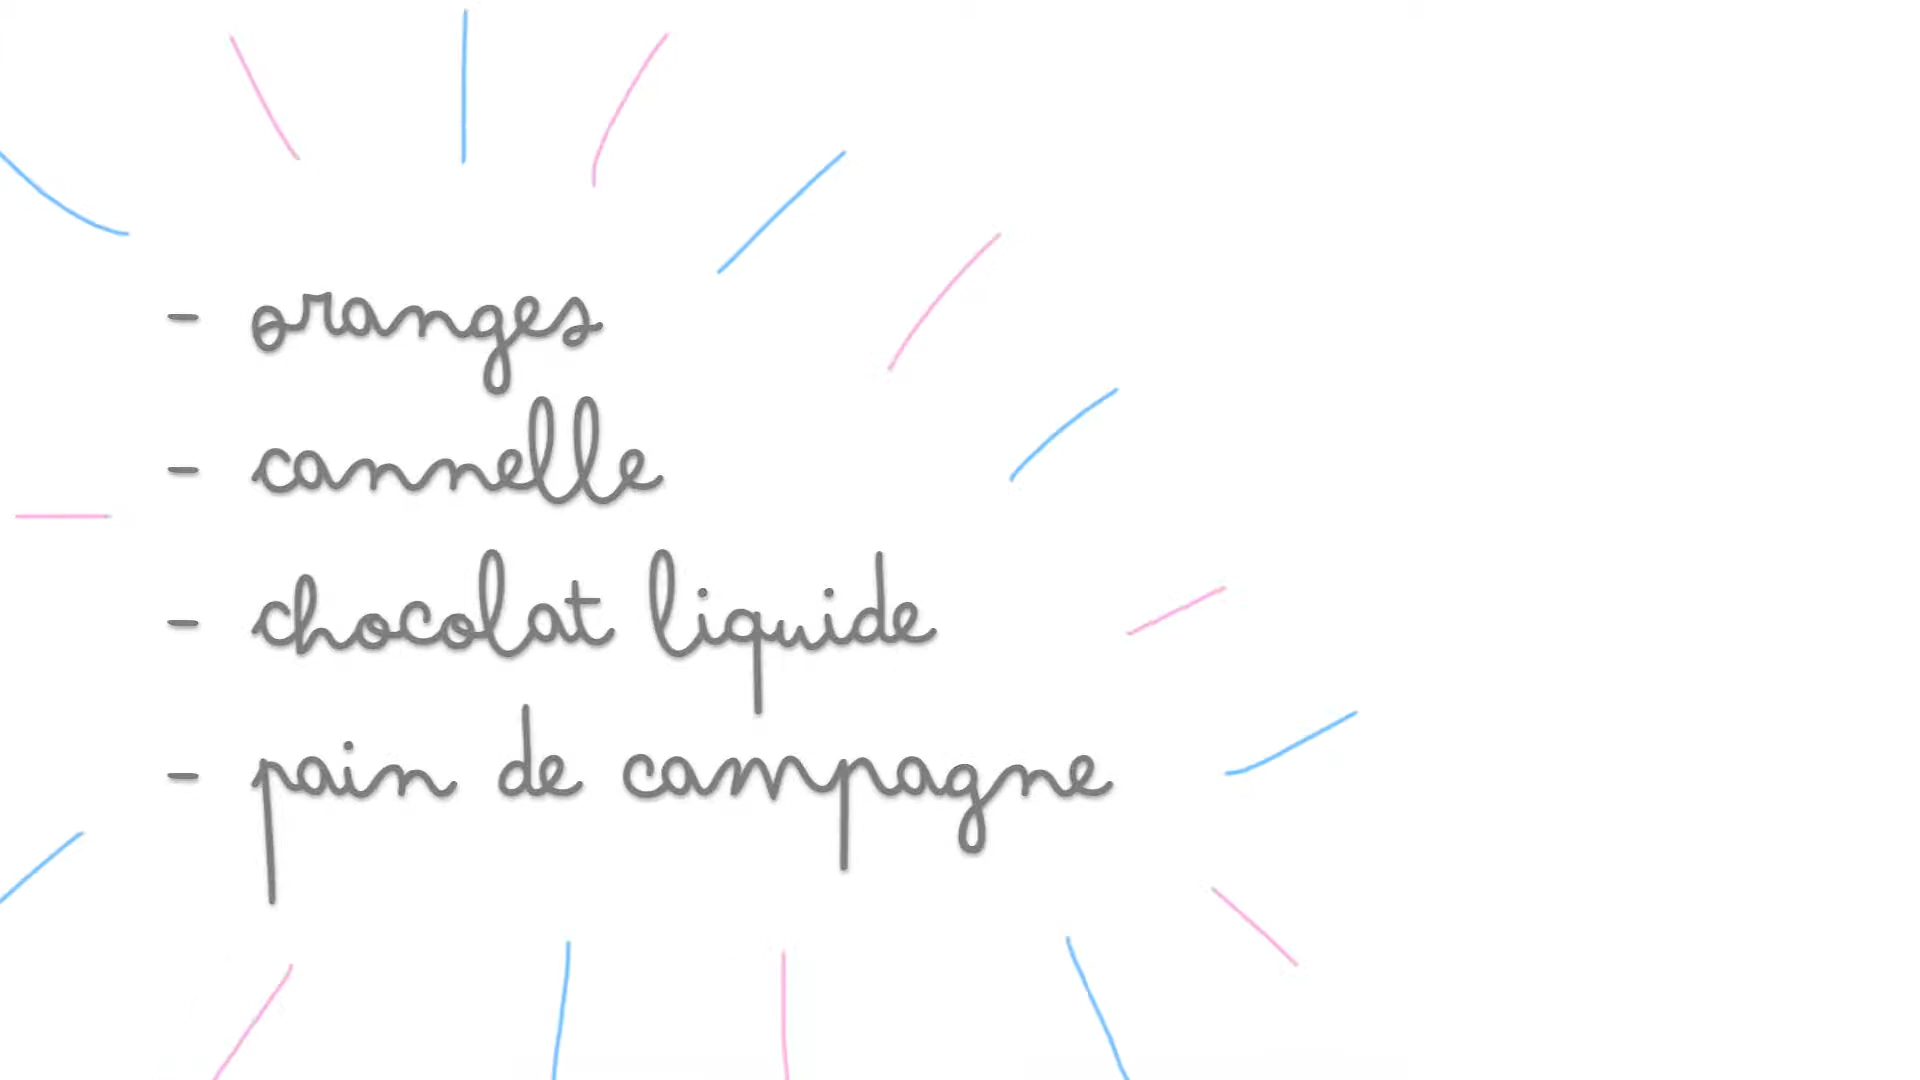 - oranges
- cannelle
- chocolat liquide
- pain de campagne